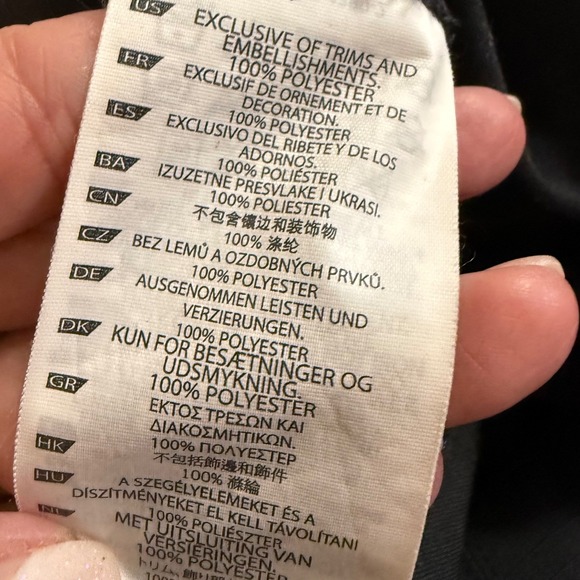 US EXCLUSIVE OF TRIMS AND
EMBELLISHMENTS.
100% POLYESTER
FR EXCLUSIF DE ORNEMENT ET DE
DECORATION.
100% POLYESTER
ES EXCLUSIVO DEL RIBETE Y DE LOS
ADORNOS.
100% POLIÉSTER
BA IZUZETNE PRESVLAKE I UKRASI.
100% POLIESTER
CN 不包含镶边和装饰物
100% 涤纶
CZ BEZ LEMŮ A OZDOBNÝCH PRVKŮ.
100% POLYESTER
DE AUSGENOMMEN LEISTEN UND
VERZIERUNGEN.
100% POLYESTER
DK KUN FOR BESÆTNINGER OG
UDSMYKNING.
100% POLYESTER
GR ΕΚΤΟΣ ΤΡΕΣΩΝ ΚΑΙ
ΔΙΑΚΟΣΜΗΤΙΚΩΝ.
100% ΠΟΛΥΕΣΤΕΡ
HK 不包括飾邊和飾件
100% 滌綸
HU A SZEGÉLYELEMEKET ÉS A
DÍSZÍTMÉNYEKET EL KELL TÁVOLÍTANI
100% POLIÉSZTER
NL MET UITSLUITING VAN
VERSIERINGEN.
100% POLYESTER